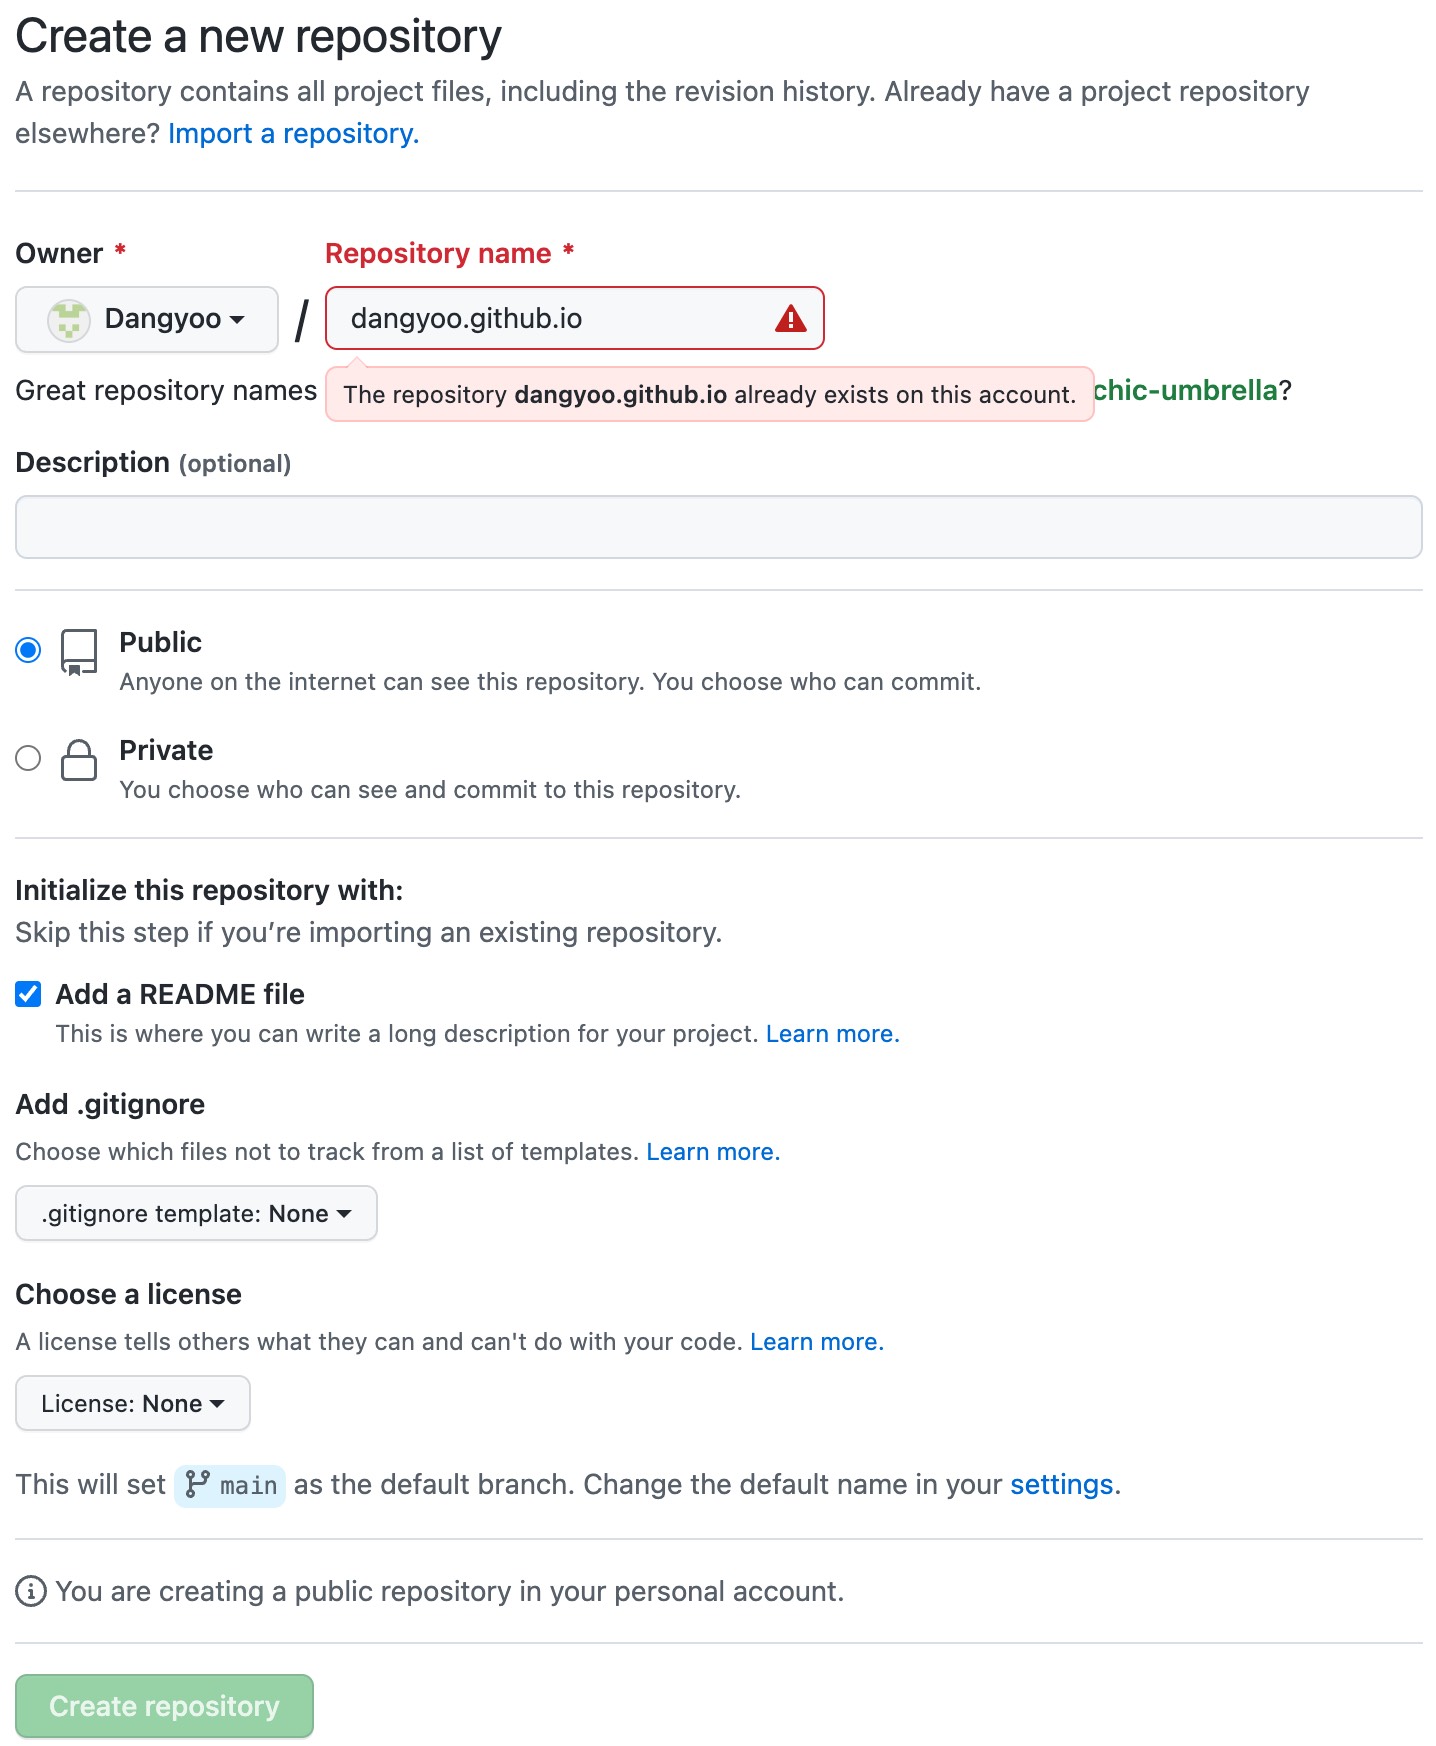 Create a new repository
A repository contains all project files, including the revision history. Already have a project repository
elsewhere? Import a repository.
Owner *
Repository name *
Dangyoo
/
dangyoo.github.io
Great repository names
The repository dangyoo.github.io already exists on this account.
chic-umbrella?
Description (optional)
Public
Anyone on the internet can see this repository. You choose who can commit.
Private
You choose who can see and commit to this repository.
Initialize this repository with:
Skip this step if you’re importing an existing repository.
Add a README file
This is where you can write a long description for your project. Learn more.
Add .gitignore
Choose which files not to track from a list of templates. Learn more.
.gitignore template: None
Choose a license
A license tells others what they can and can't do with your code. Learn more.
License: None
This will set main as the default branch. Change the default name in your settings.
You are creating a public repository in your personal account.
Create repository